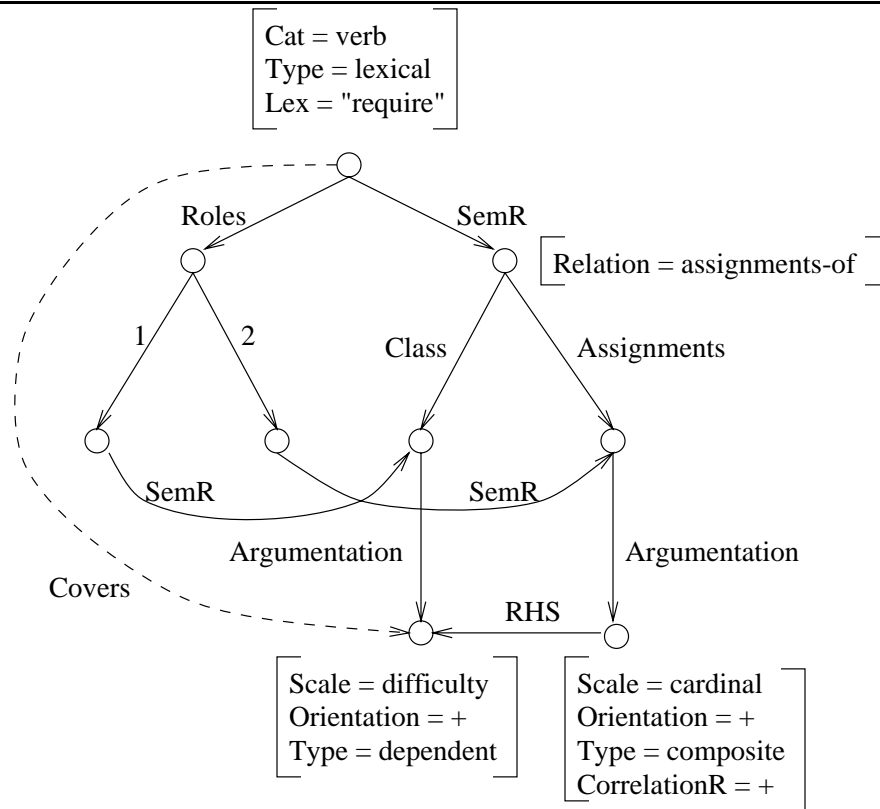 Cat = verb
Type = lexical
Lex = "require"
Roles
SemR
Relation = assignments-of
1
2
Class
Assignments
SemR
SemR
Argumentation
Argumentation
Covers
RHS
Scale = difficulty
Orientation = +
Type = dependent
Scale = cardinal
Orientation = +
Type = composite
CorrelationR = +